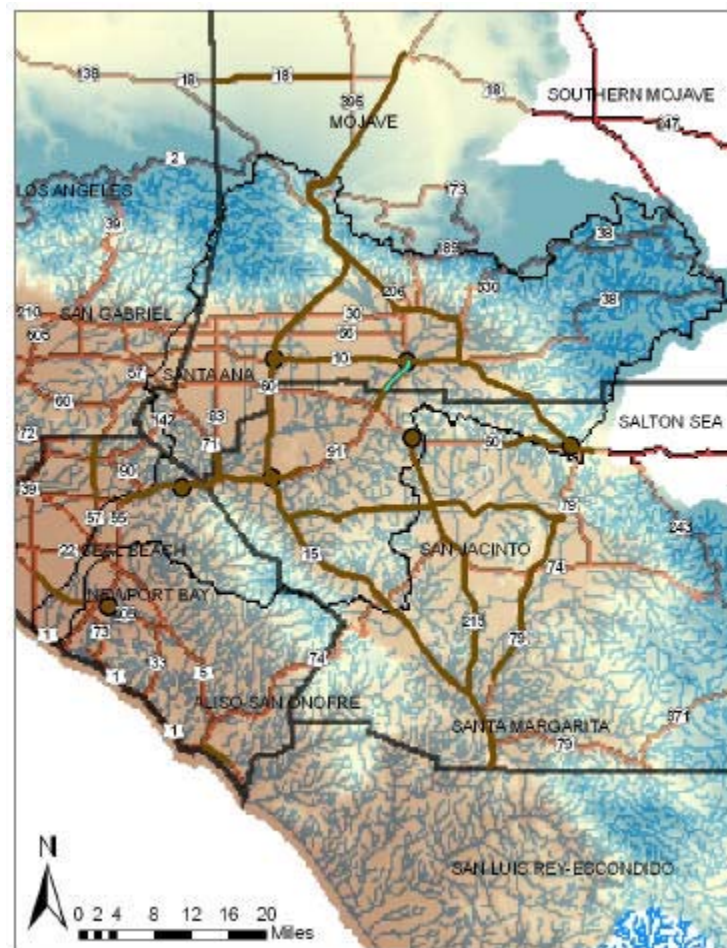 138
18
18
18
395
MOJAVE
SOUTHERN MOJAVE
247
2
LOS ANGELES
39
173
38
38
210
SAN GABRIEL
605
30
10
57
SANTA ANA
60
60
142
83
71
72
90
91
60
SALTON SEA
39
57
55
79
243
22
SEAL BEACH
15
SAN JACINTO
74
NEWPORT BAY
73
1
1
33
5
74
215
79
ALISO-SAN ONOFRE
1
SANTA MARGARITA
371
79
SAN LUIS REY-ESCONDIDO
N
0 2 4 8 12 16 20
Miles